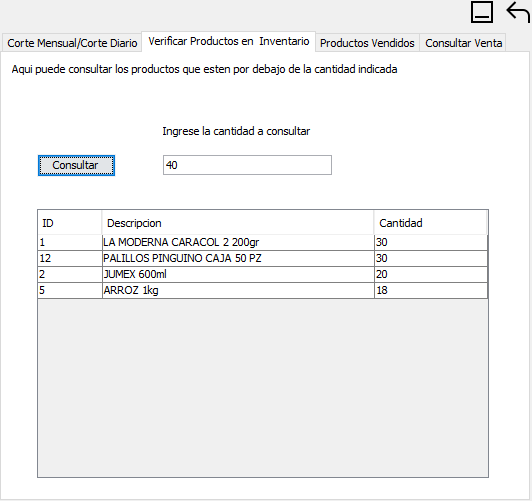 Corte Mensual/Corte Diario Verificar Productos en Inventario Productos Vendidos Consultar Venta
Aqui puede consultar los productos que esten por debajo de la cantidad indicada
Ingrese la cantidad a consultar
Consultar 40
ID Descripcion Cantidad
1 LA MODERNA CARACOL 2 200gr 30
12 PALILLOS PINGUINO CAJA 50 PZ 30
2 JUMEX 600ml 20
5 ARROZ 1kg 18